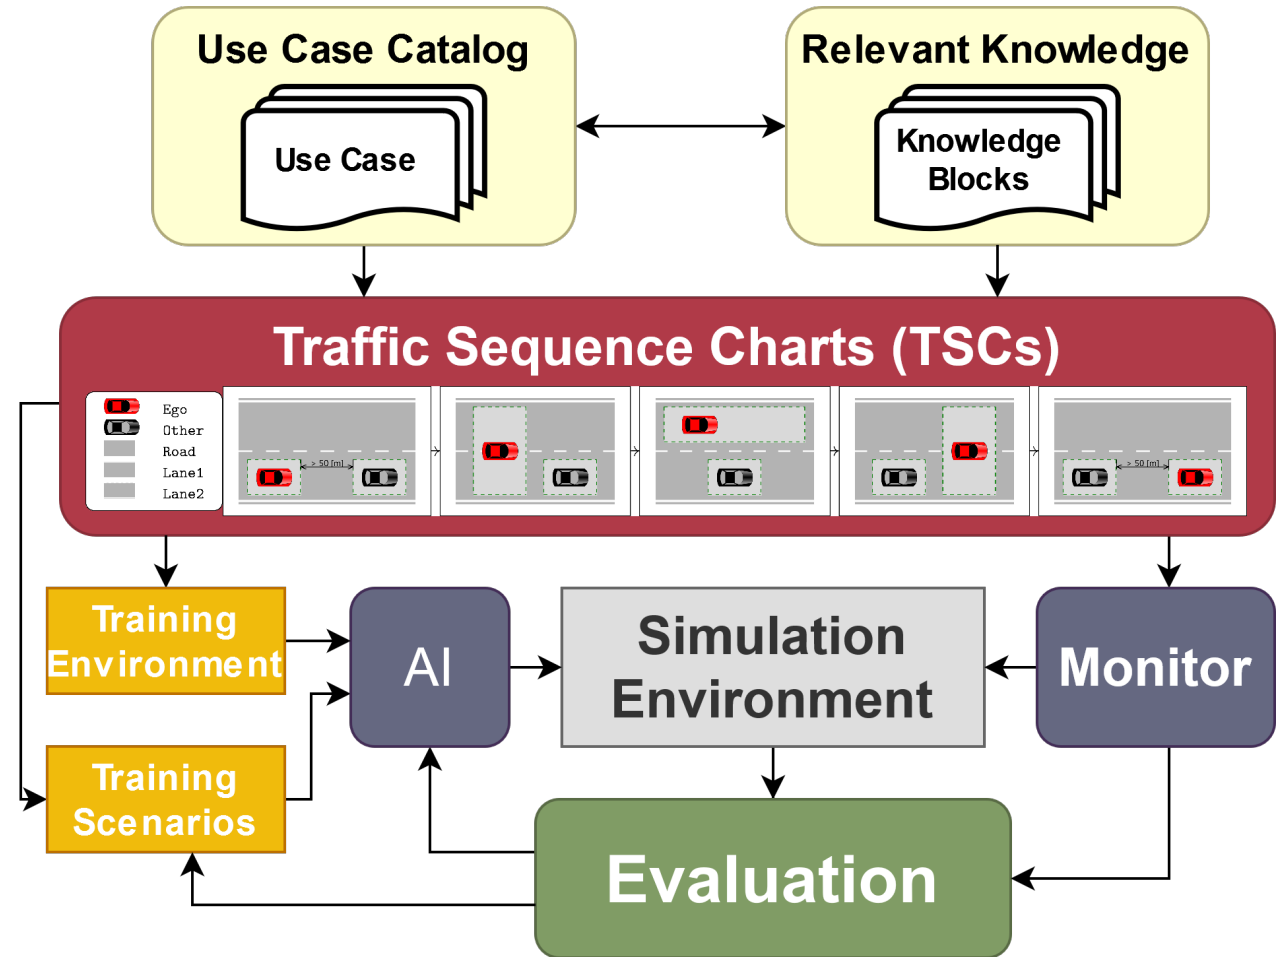 Use Case Catalog
Use Case
Relevant Knowledge
Knowledge
Blocks
Traffic Sequence Charts (TSCs)
Ego
Other
Road
Lane1
Lane2
> 50 [m]
> 50 [m]
Training
Environment
AI
Simulation
Environment
Monitor
Training
Scenarios
Evaluation